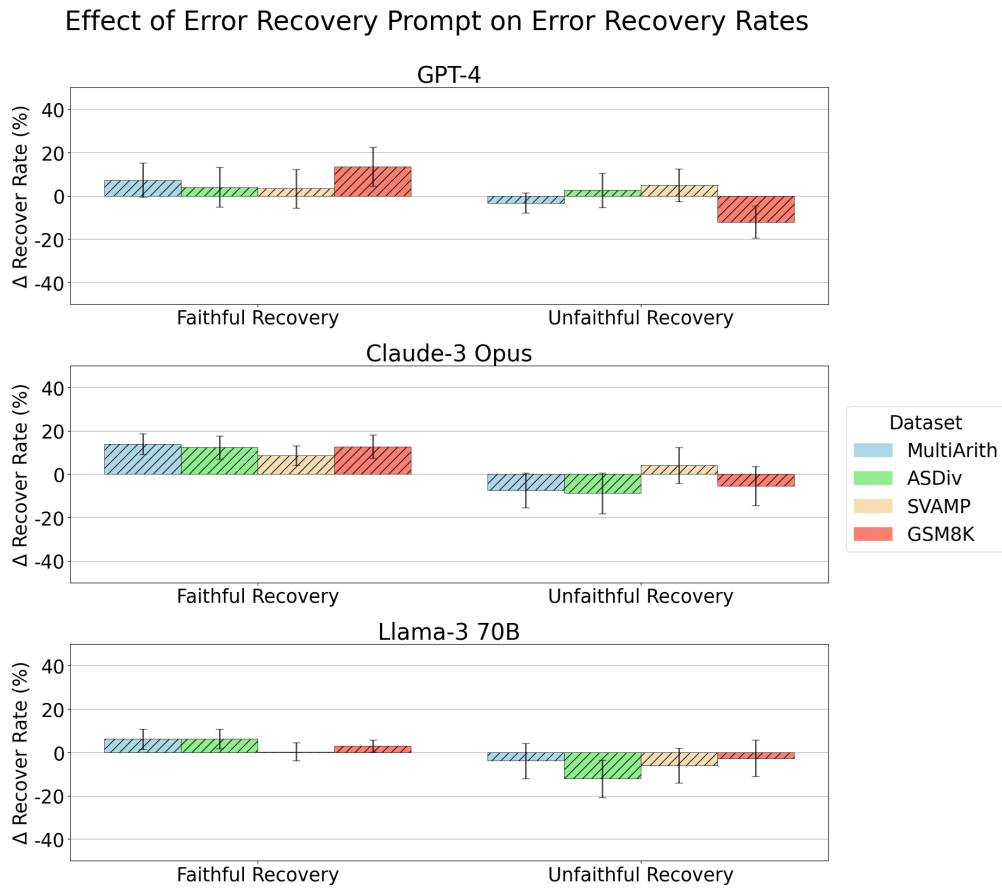 Effect of Error Recovery Prompt on Error Recovery Rates
GPT-4
Δ Recover Rate (%)
40
20
0
-20
-40
Faithful Recovery
Unfaithful Recovery
Claude-3 Opus
Δ Recover Rate (%)
40
20
0
-20
-40
Faithful Recovery
Unfaithful Recovery
Dataset
MultiArith
ASDiv
SVAMP
GSM8K
Llama-3 70B
Δ Recover Rate (%)
40
20
0
-20
-40
Faithful Recovery
Unfaithful Recovery